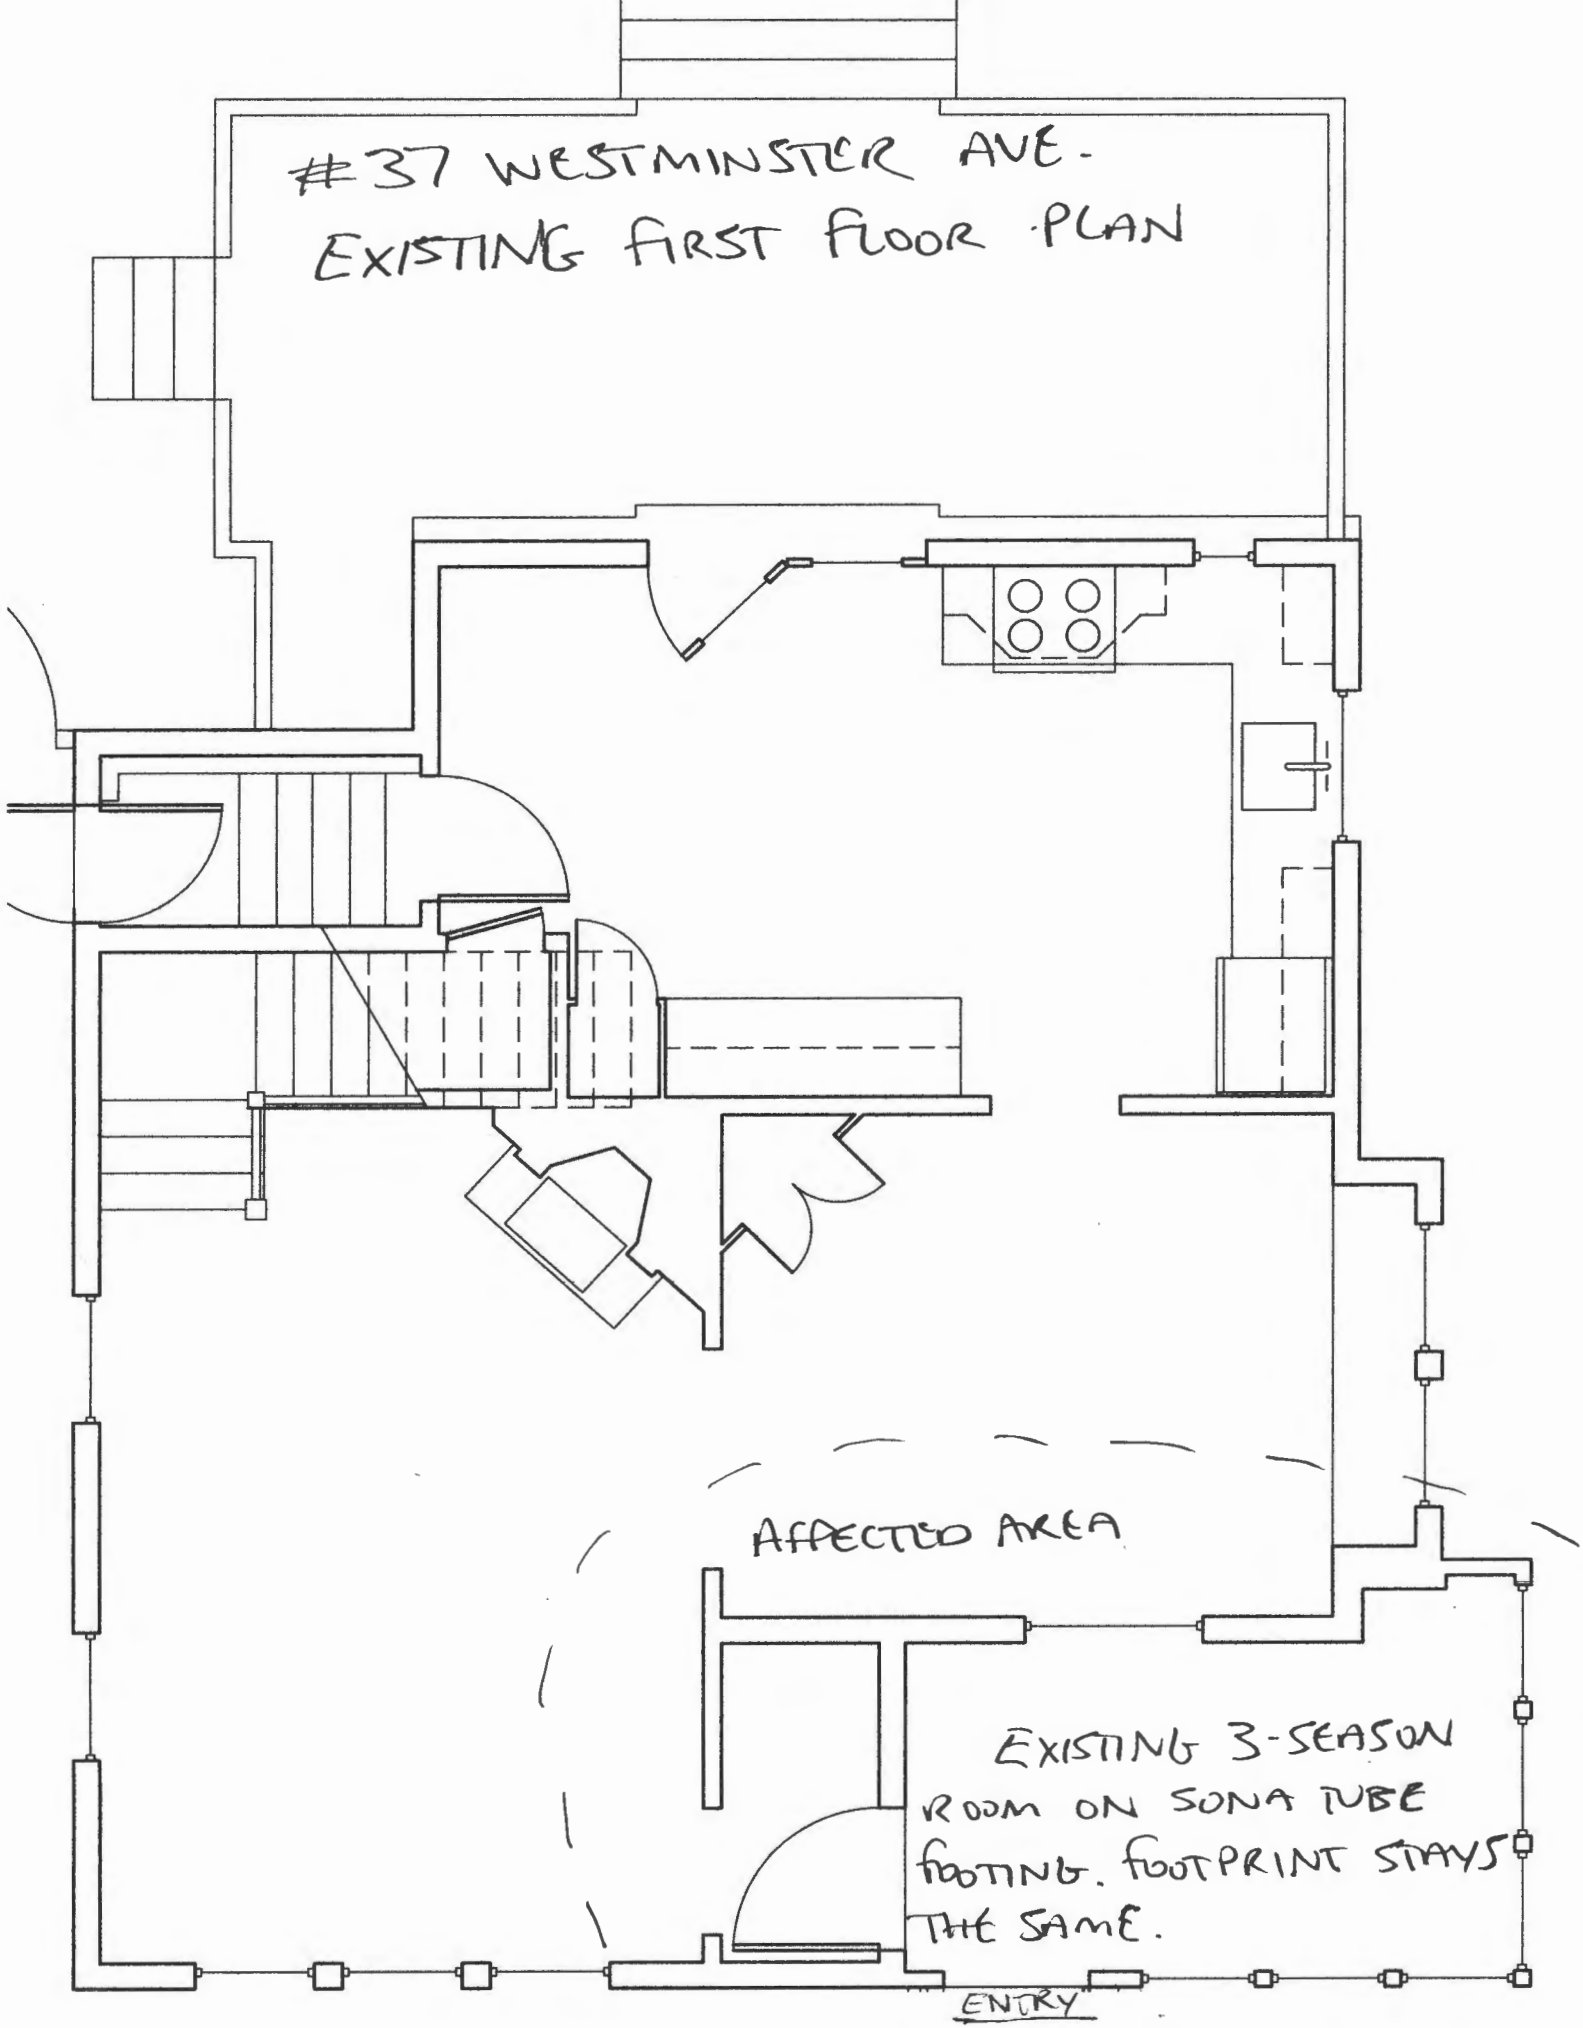 #37 WESTMINSTER AVE.
EXISTING FIRST FLOOR PLAN
AFFECTED AREA
EXISTING 3-SEASON
ROOM ON SONA TUBE
FOOTING. FOOTPRINT STAYS
THE SAME.
ENTRY